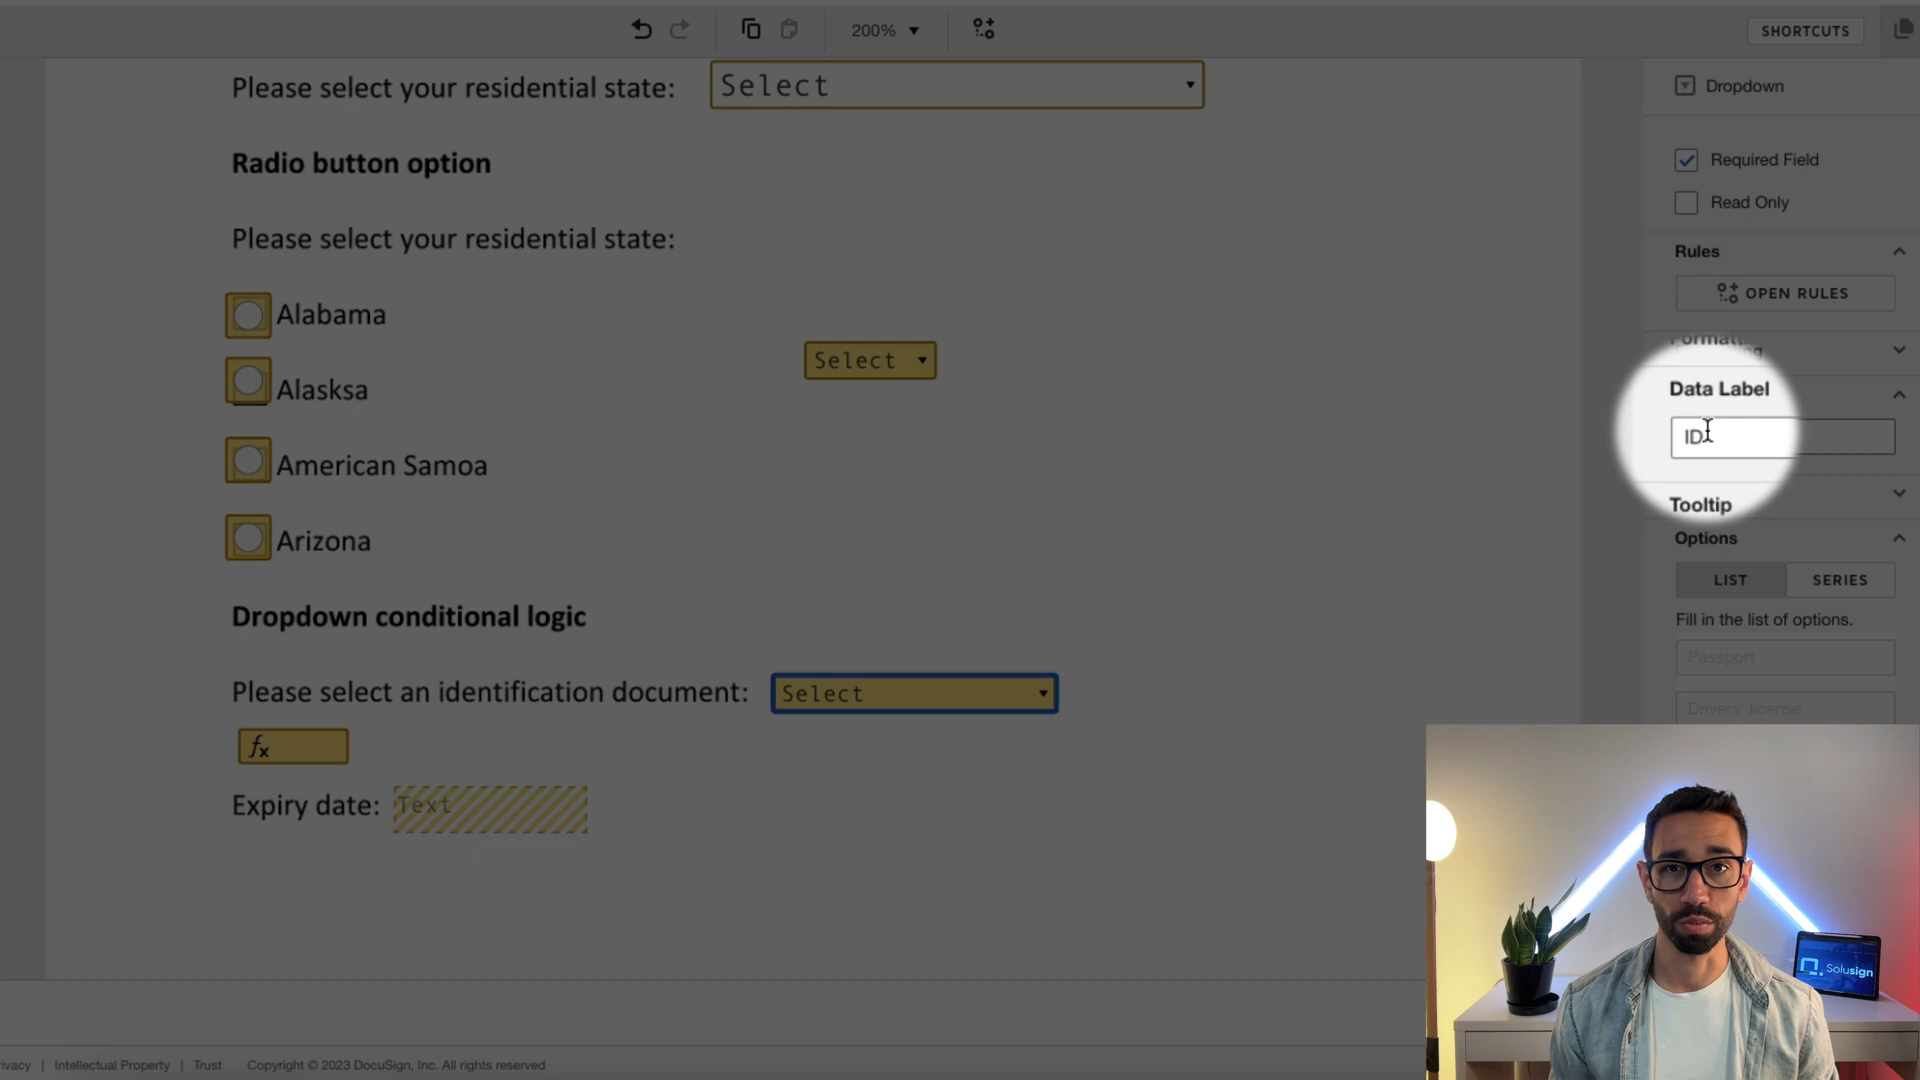 200%
SHORTCUTS
Please select your residential state: Select
Radio button option
Please select your residential state:
Alabama
Select
Alasksa
American Samoa
Arizona
Dropdown conditional logic
Please select an identification document: Select
fx
Expiry date: Text
Dropdown
Required Field
Read Only
Rules
OPEN RULES
Data Label
ID
Tooltip
Options
LIST SERIES
Fill in the list of options.
Passport
Drivers' license
Solusign
| Intellectual Property | Trust Copyright © 2023 DocuSign, Inc. All rights reserved